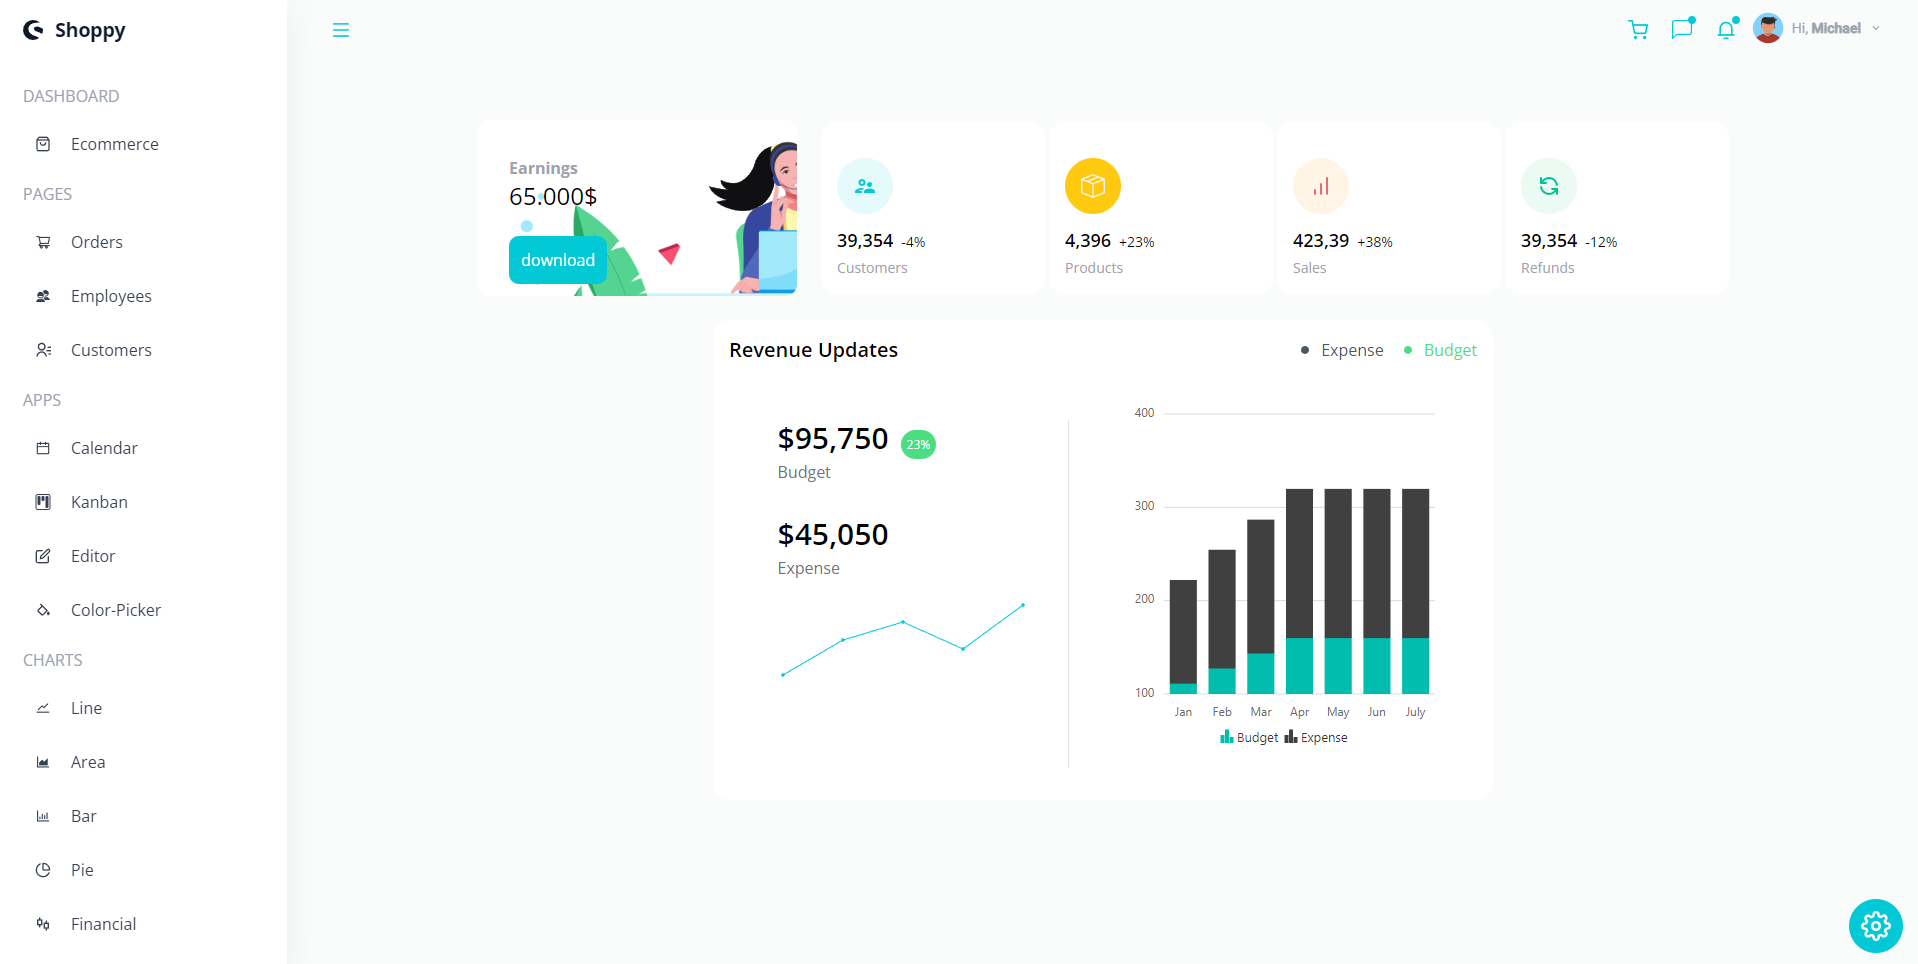 Shoppy
Hi, Michael
DASHBOARD
Ecommerce
PAGES
Orders
Employees
Customers
APPS
Calendar
Kanban
Editor
Color-Picker
CHARTS
Line
Area
Bar
Pie
Financial
Earnings
65.000$
download
39,354 -4%
Customers
4,396 +23%
Products
423,39 +38%
Sales
39,354 -12%
Refunds
Revenue Updates
Expense
Budget
$95,750 23%
Budget
$45,050
Expense
400
300
200
100
Jan Feb Mar Apr May Jun July
Budget Expense